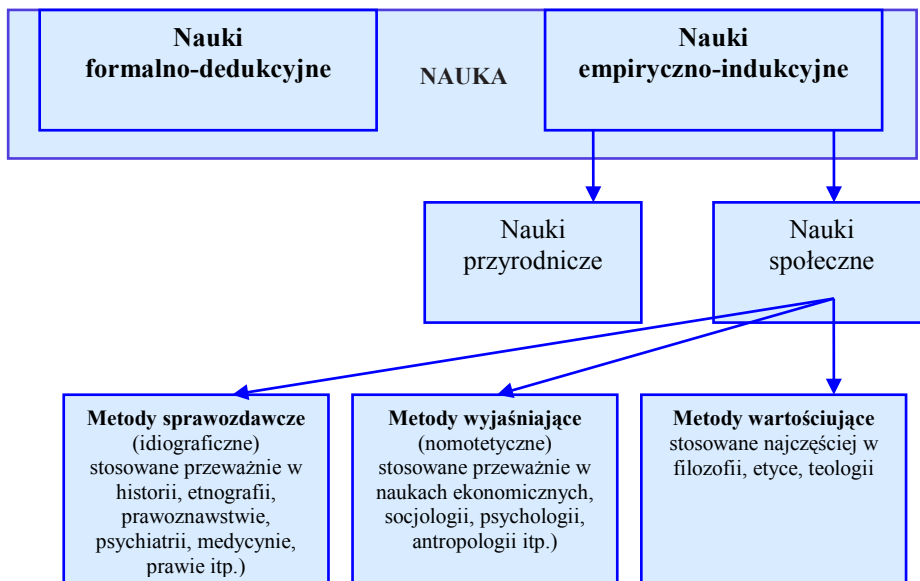 Nauki
formalno-dedukcyjne
NAUKA
Nauki
empiryczno-indukcyjne
Nauki
przyrodnicze
Nauki
społeczne
Metody sprawozdawcze
(idiograficzne)
stosowane przeważnie w
historii, etnografii,
prawoznawstwie,
psychiatrii, medycynie,
prawie itp.)
Metody wyjaśniające
(nomotetyczne)
stosowane przeważnie w
naukach ekonomicznych,
socjologii, psychologii,
antropologii itp.)
Metody wartościujące
stosowane najczęściej w
filozofii, etyce, teologii